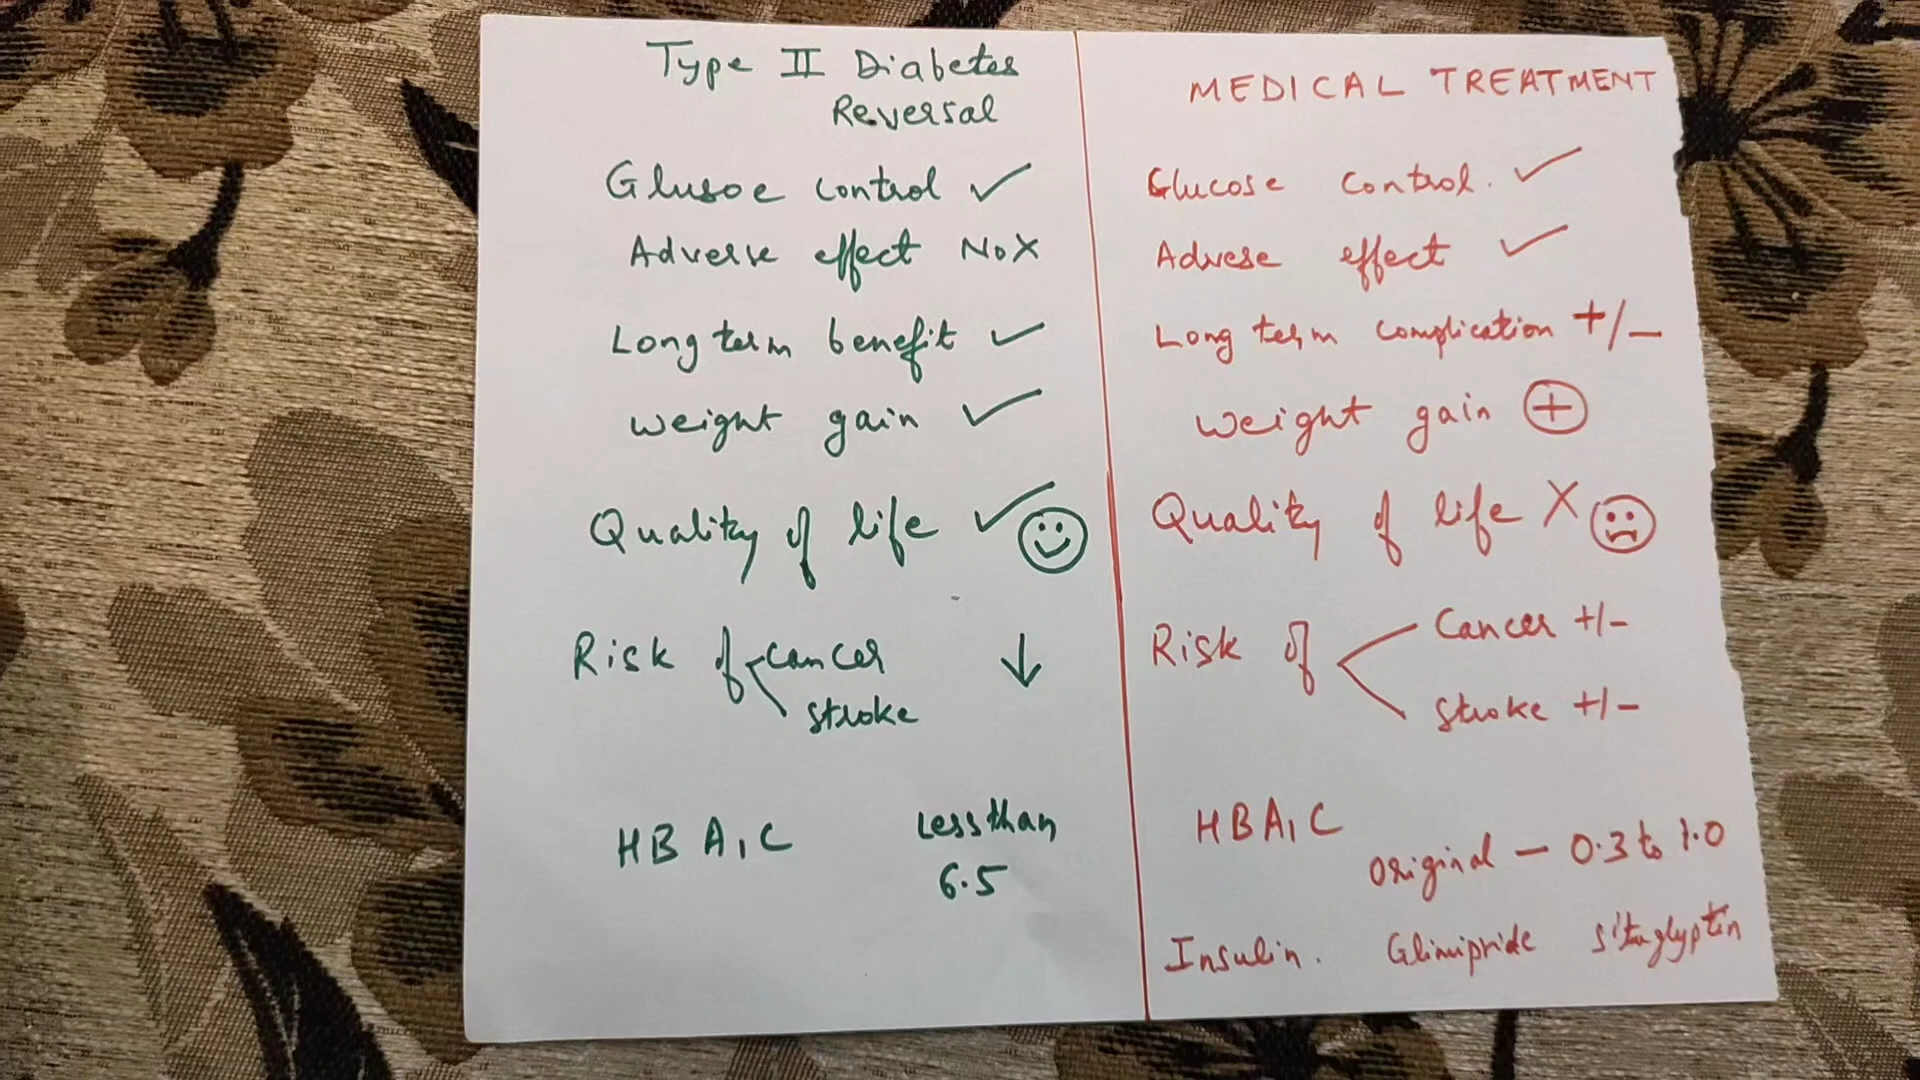 Type II Diabetes
Reversal
Glusoe control ✓
Adverse effect No X
Long term benefit ✓
weight gain ✓
Quality of life ✓
Risk of cancer ↓
stroke
HBA1C Less than
6.5
MEDICAL TREATMENT
Glucose control. ✓
Advese effect ✓
Long term complication +/-
weight gain +
Quality of life X
Risk of Cancer +/-
Stroke +/-
HBA1C
Original - 0.3 to 1.0
Insulin. Glimipride sitaglyptin